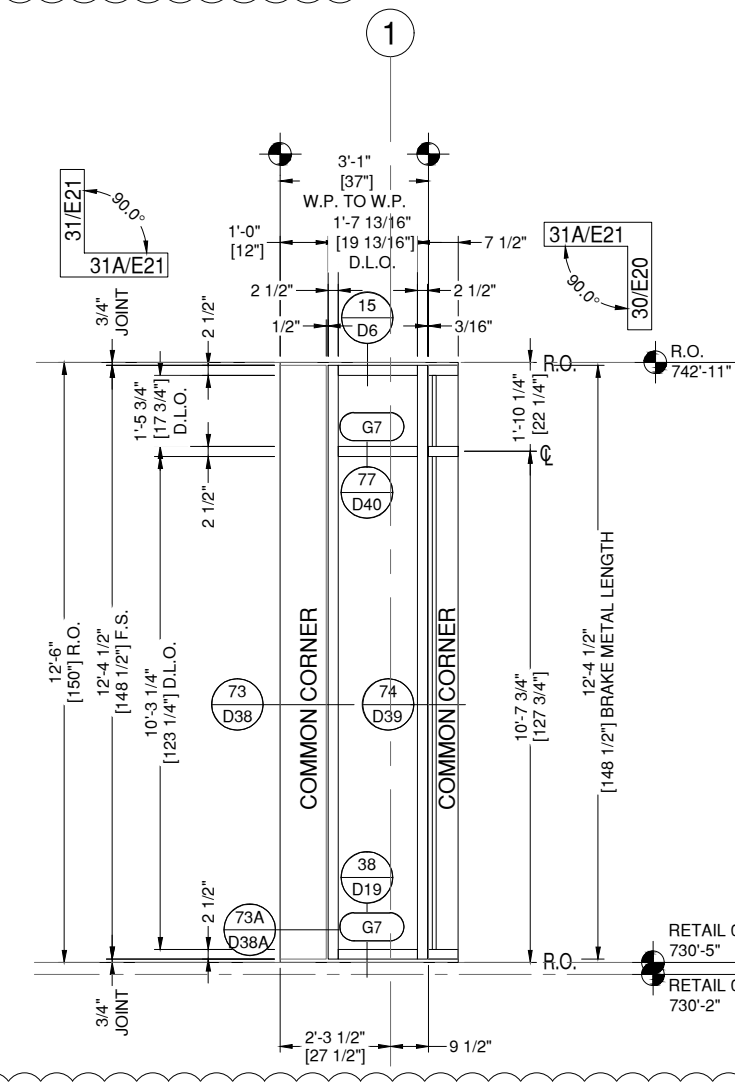 1
3'-1"
[37"]
W.P. TO W.P.
1'-7 13/16"
[19 13/16"]
D.L.O.
1'-0"
[12"]
7 1/2"
31/E21
90.0°
31A/E21
31A/E21
90.0°
30/E20
2 1/2"
2 1/2"
1/2"
3/16"
15
D6
3/4"
JOINT
2 1/2"
R.O.
R.O.
742'-11"
1'-5 3/4"
[17 3/4"]
D.L.O.
G7
1'-10 1/4"
[22 1/4"]
℄
77
D40
2 1/2"
12'-6"
[150"] R.O.
12'-4 1/2"
[148 1/2"] F.S.
10'-3 1/4"
[123 1/4"] D.L.O.
73
D38
COMMON CORNER
74
D39
COMMON CORNER
10'-7 3/4"
[127 3/4"]
12'-4 1/2"
[148 1/2"] BRAKE METAL LENGTH
38
D19
2 1/2"
73A
D38A
G7
R.O.
RETAIL
730'-5"
RETAIL
730'-2"
3/4"
JOINT
2'-3 1/2"
[27 1/2"]
9 1/2"